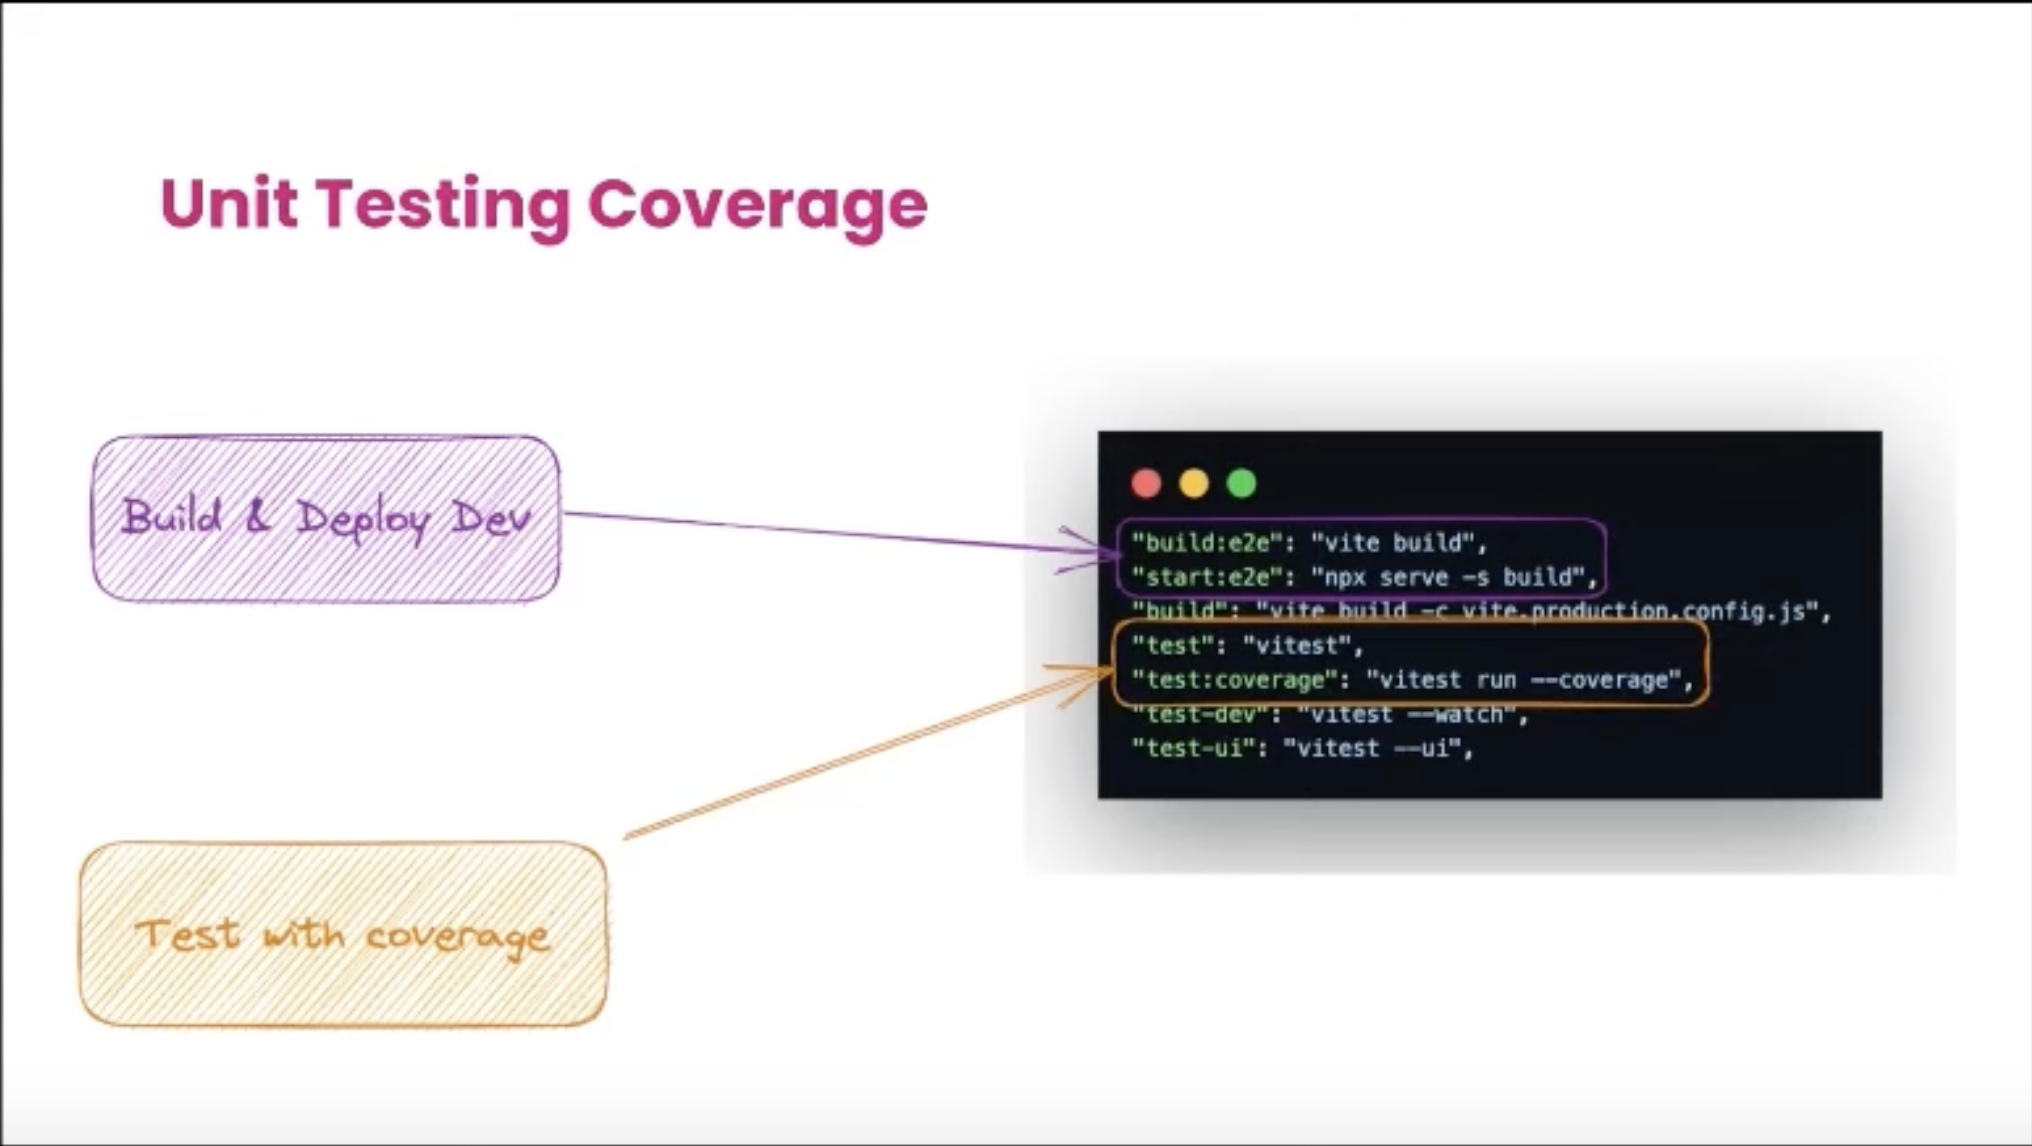 Unit Testing Coverage
Build & Deploy Dev
Test with coverage
"build:e2e": "vite build",
"start:e2e": "npx serve -s build",
"build": "vite build -c vite.production.config.js",
"test": "vitest",
"test:coverage": "vitest run --coverage",
"test-dev": "vitest --watch",
"test-ui": "vitest --ui",